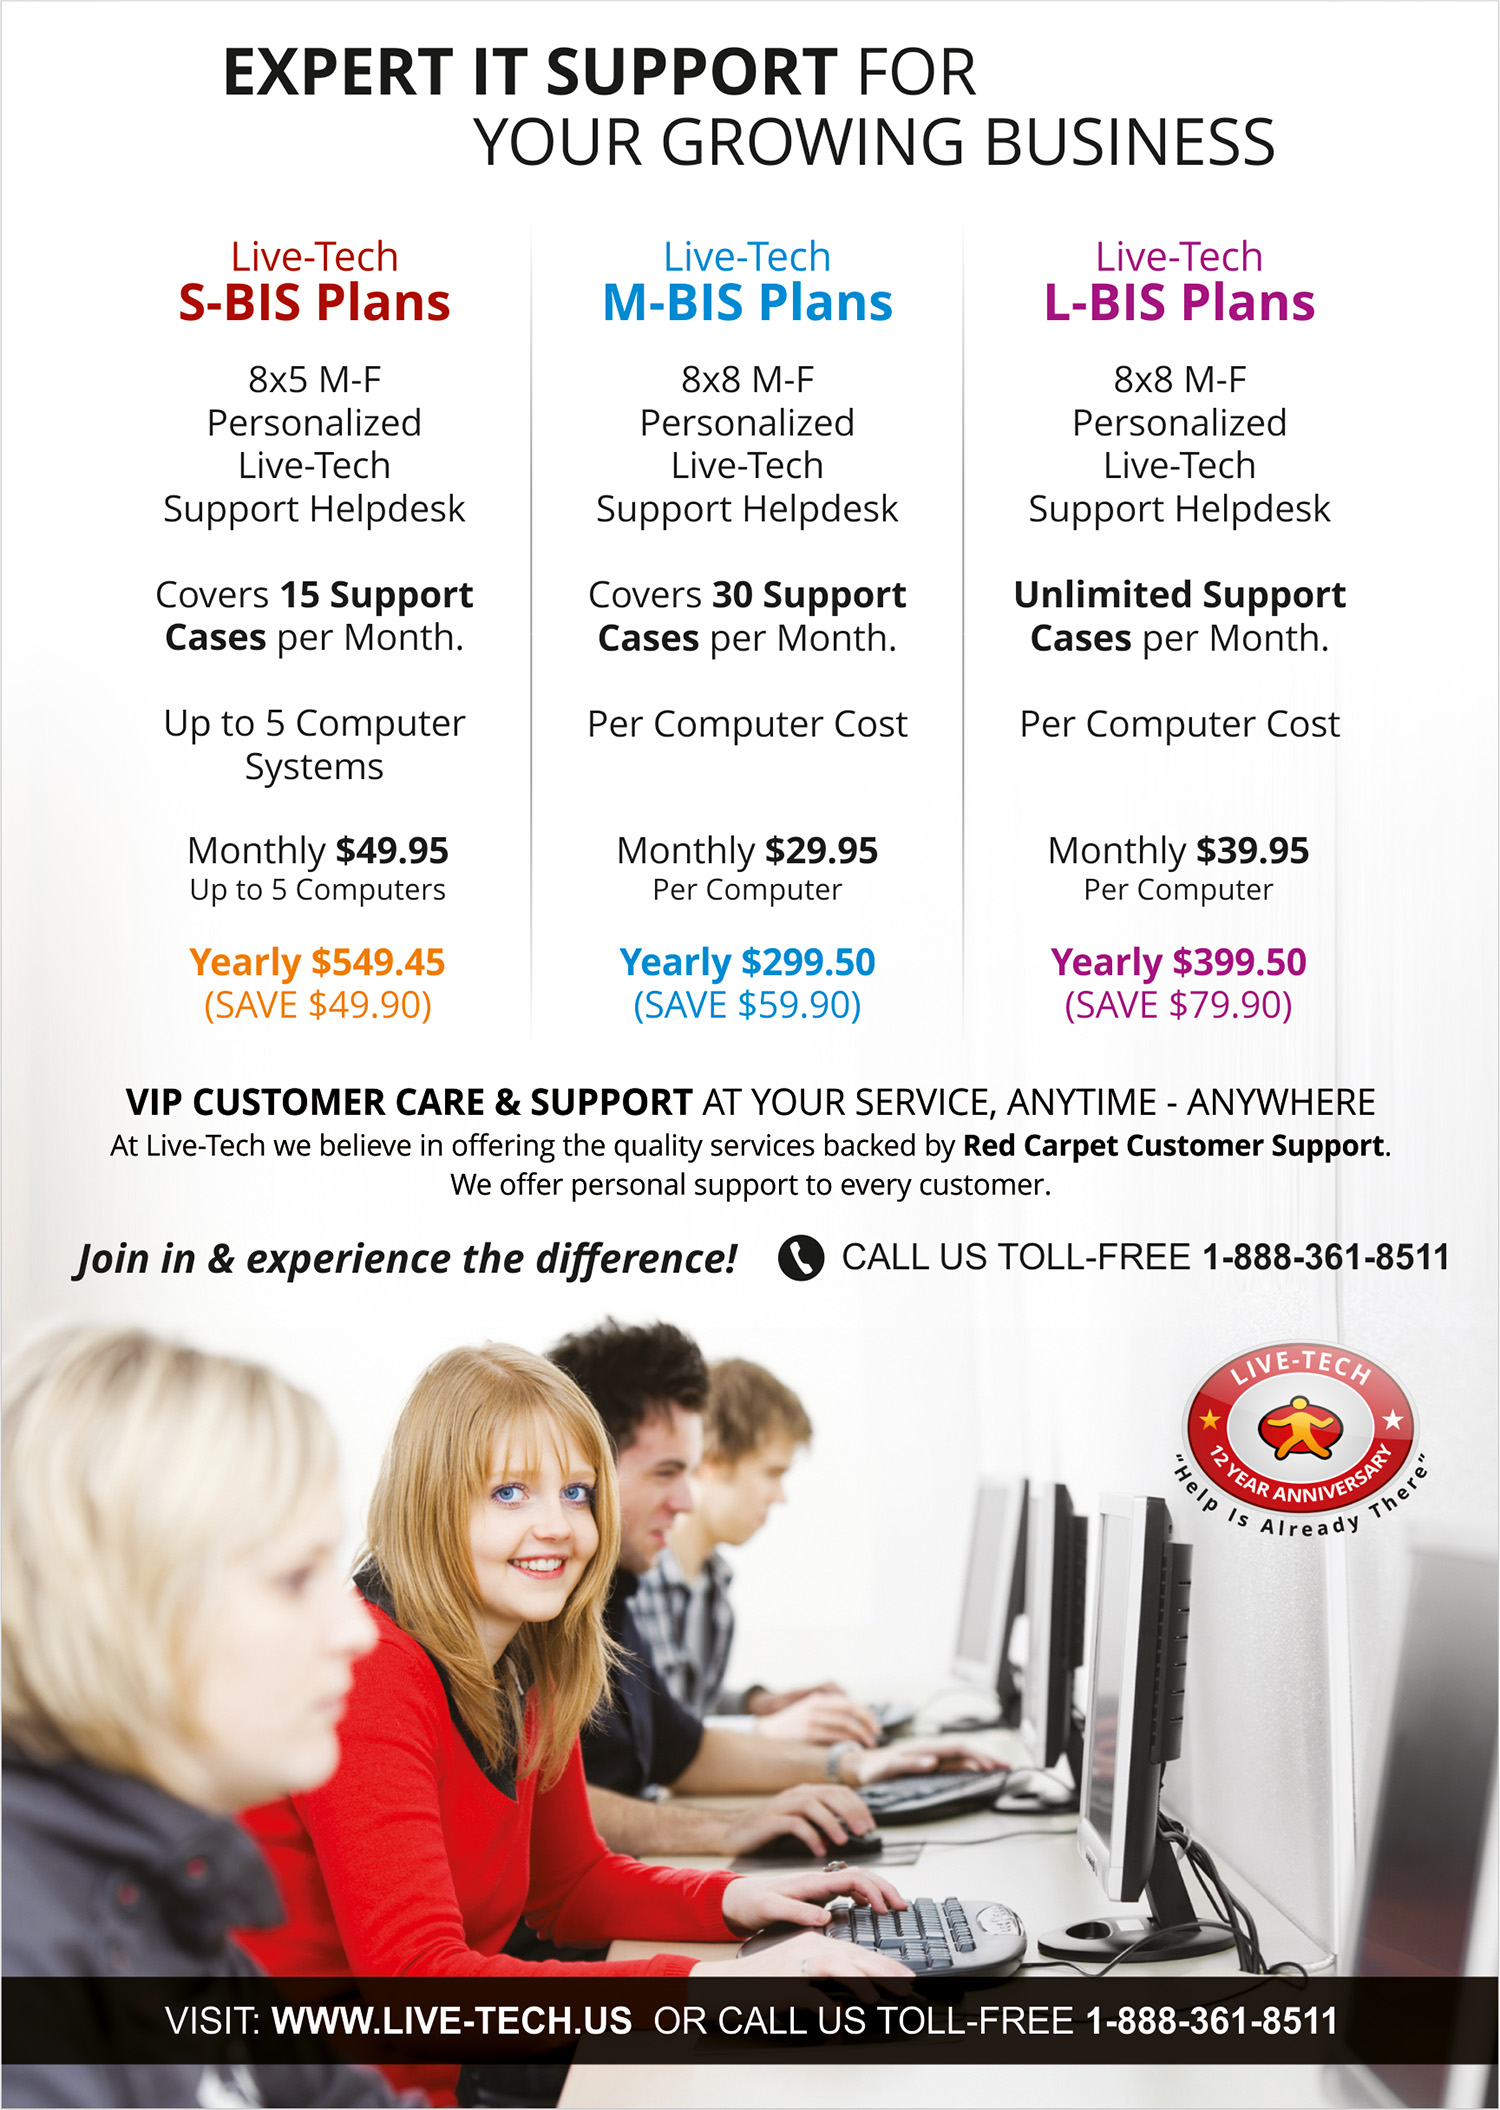 EXPERT IT SUPPORT FOR
YOUR GROWING BUSINESS
Live-Tech
S-BIS Plans
8x5 M-F
Personalized
Live-Tech
Support Helpdesk
Covers 15 Support
Cases per Month.
Up to 5 Computer
Systems
Monthly $49.95
Up to 5 Computers
Yearly $549.45
(SAVE $49.90)
Live-Tech
M-BIS Plans
8x8 M-F
Personalized
Live-Tech
Support Helpdesk
Covers 30 Support
Cases per Month.
Per Computer Cost
Monthly $29.95
Per Computer
Yearly $299.50
(SAVE $59.90)
Live-Tech
L-BIS Plans
8x8 M-F
Personalized
Live-Tech
Support Helpdesk
Unlimited Support
Cases per Month.
Per Computer Cost
Monthly $39.95
Per Computer
Yearly $399.50
(SAVE $79.90)
VIP CUSTOMER CARE & SUPPORT AT YOUR SERVICE, ANYTIME - ANYWHERE
At Live-Tech we believe in offering the quality services backed by Red Carpet Customer Support.
We offer personal support to every customer.
Join in & experience the difference!
CALL US TOLL-FREE 1-888-361-8511
LIVE-TECH
12 YEAR ANNIVERSARY
"Help Is Already There"
VISIT: WWW.LIVE-TECH.US OR CALL US TOLL-FREE 1-888-361-8511